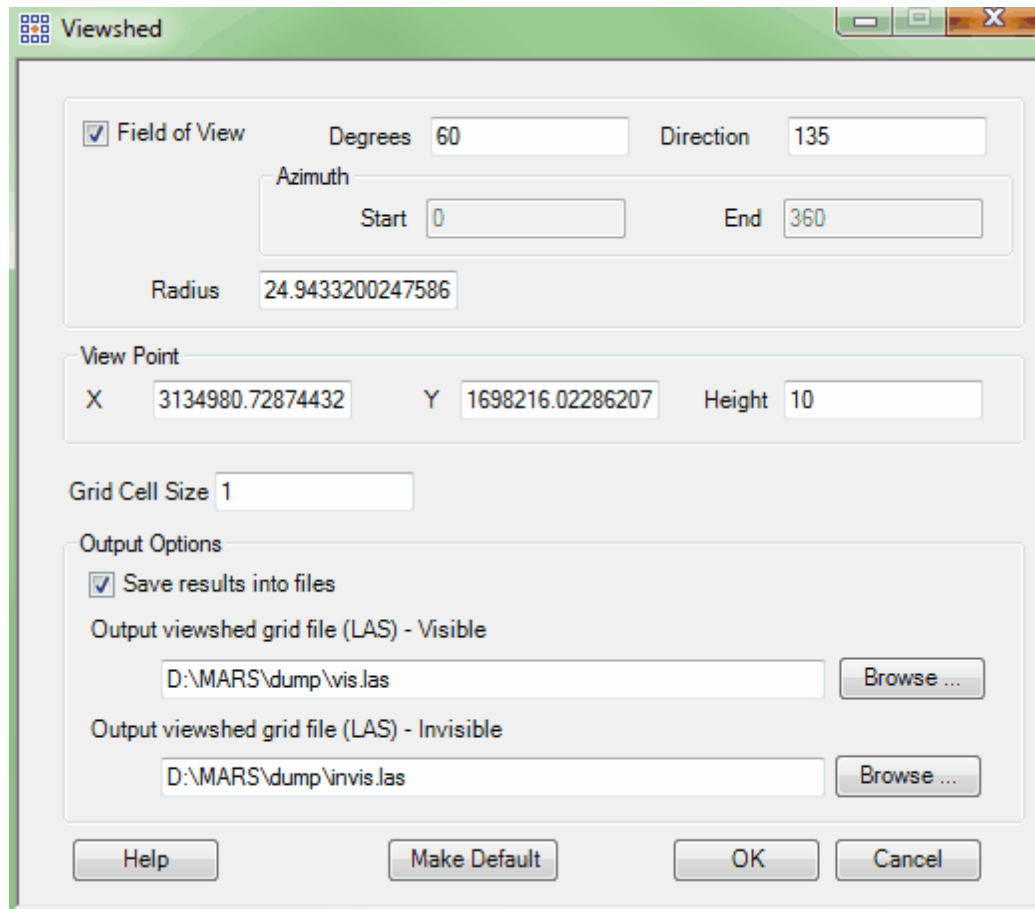 Viewshed
Field of View Degrees 60 Direction 135
Azimuth
Start 0 End 360
Radius 24.9433200247586
View Point
X 3134980.72874432 Y 1698216.02286207 Height 10
Grid Cell Size 1
Output Options
Save results into files
Output viewshed grid file (LAS) - Visible
D:\MARS\dump\vis.las Browse ...
Output viewshed grid file (LAS) - Invisible
D:\MARS\dump\invis.las Browse ...
Help Make Default OK Cancel